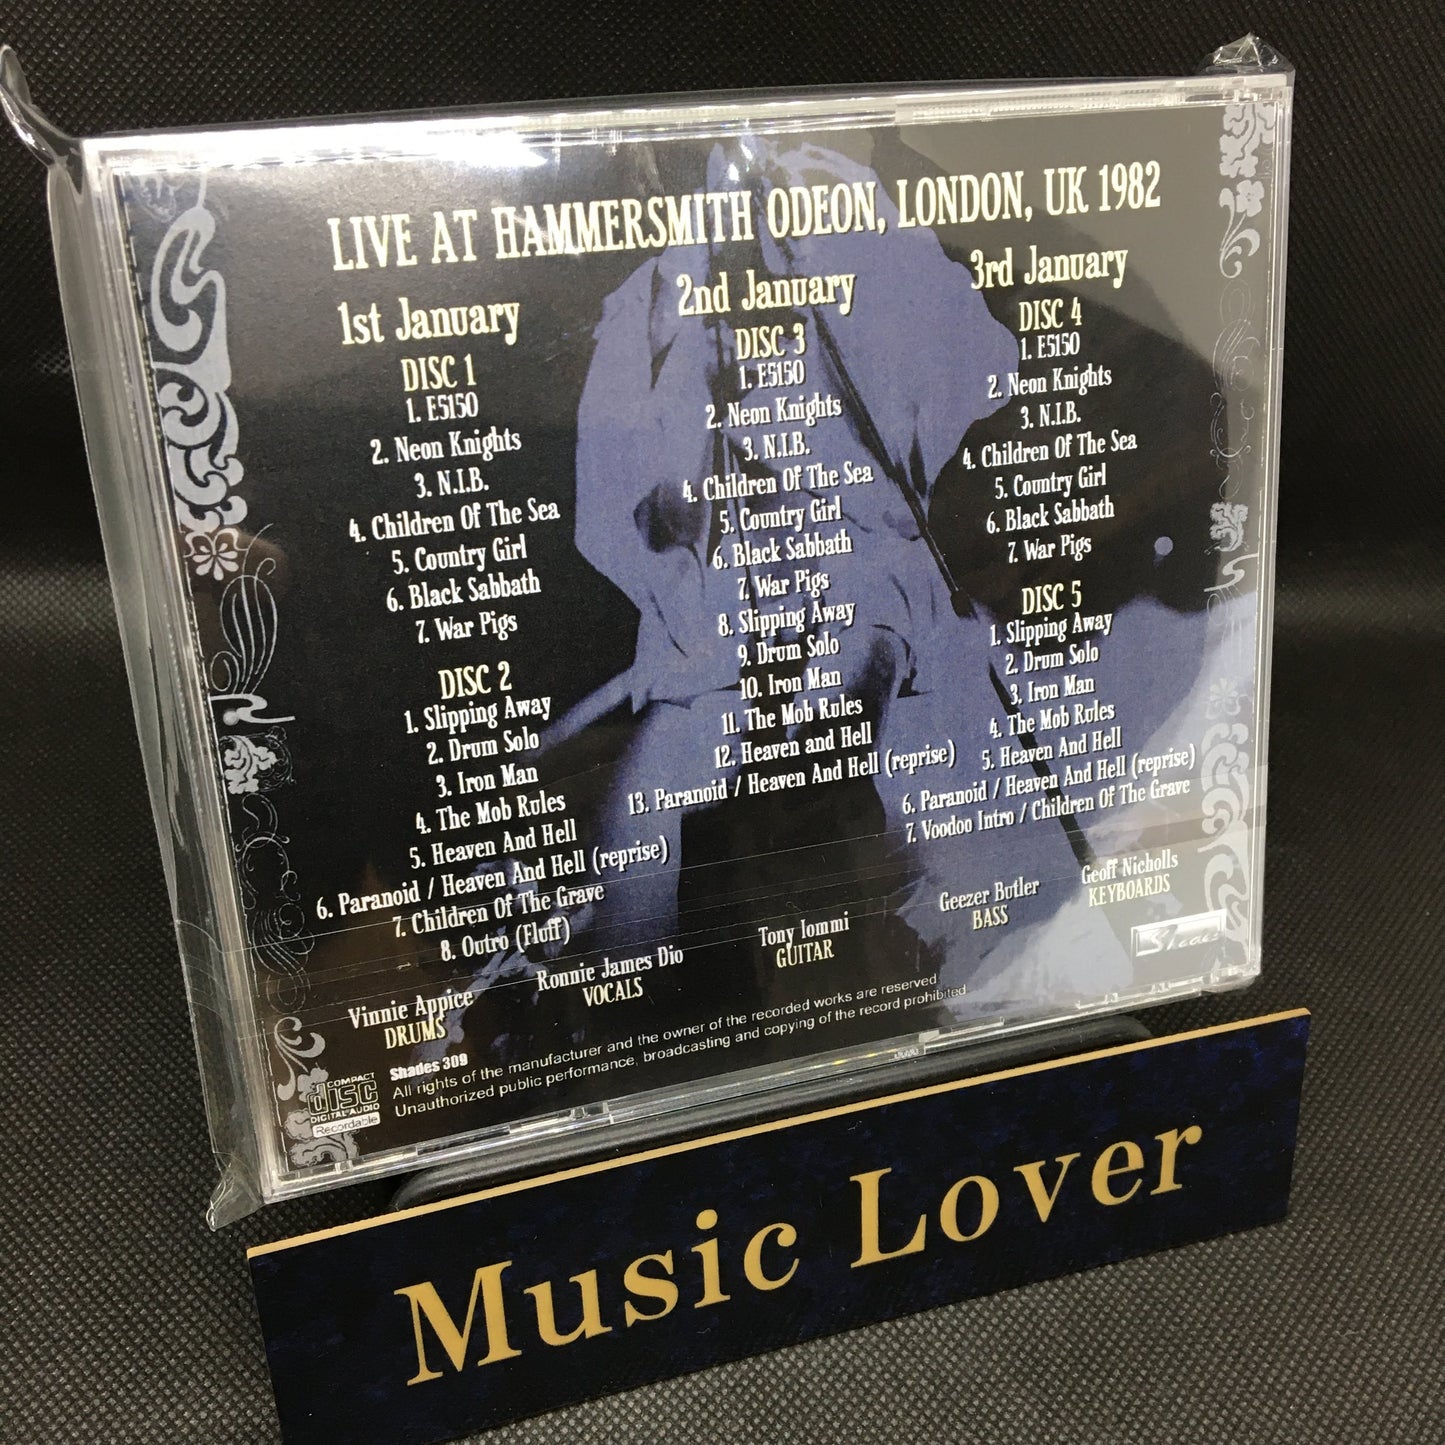 LIVE AT HAMMERSMITH ODEON, LONDON, UK 1982
1st January
DISC 1
1. E5150
2. Neon Knights
3. N.I.B.
4. Children Of The Sea
5. Country Girl
6. Black Sabbath
7. War Pigs
DISC 2
1. Slipping Away
2. Drum Solo
3. Iron Man
4. The Mob Rules
5. Heaven And Hell
6. Paranoid / Heaven And Hell (reprise)
7. Children Of The Grave
8. Outro (Fluff)
2nd January
DISC 3
1. E5150
2. Neon Knights
3. N.I.B.
4. Children Of The Sea
5. Country Girl
6. Black Sabbath
7. War Pigs
8. Slipping Away
9. Drum Solo
10. Iron Man
11. The Mob Rules
12. Heaven and Hell
13. Paranoid / Heaven And Hell (reprise)
3rd January
DISC 4
1. E5150
2. Neon Knights
3. N.I.B.
4. Children Of The Sea
5. Country Girl
6. Black Sabbath
7. War Pigs
DISC 5
1. Slipping Away
2. Drum Solo
3. Iron Man
4. The Mob Rules
5. Heaven And Hell
6. Paranoid / Heaven And Hell (reprise)
7. Voodoo Intro / Children Of The Grave
Vinnie Appice
DRUMS
Ronnie James Dio
VOCALS
Tony Iommi
GUITAR
Geezer Butler
BASS
Geoff Nicholls
KEYBOARDS
Shades
Shades 309
All rights of the manufacturer and the owner of the recorded works are reserved.
Unauthorized public performance, broadcasting and copying of the record prohibited.
COMPACT
disc
DIGITAL AUDIO
Recordable
Music Lover